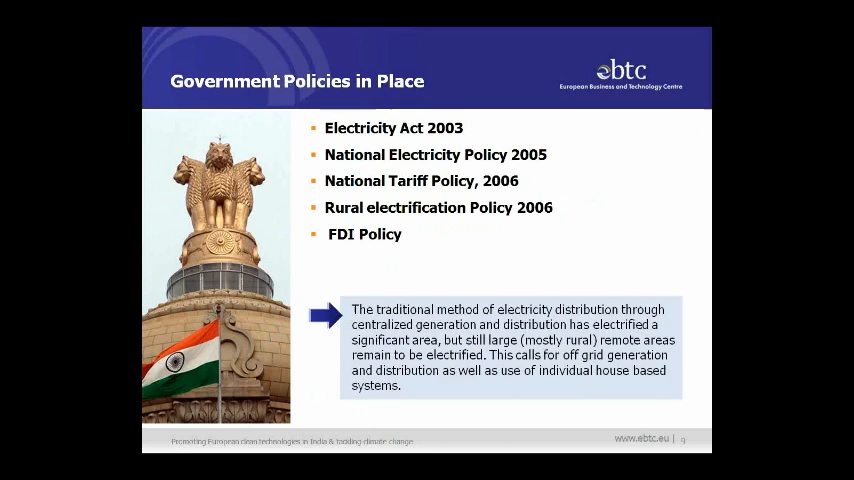 Government Policies in Place
ebtc
European Business and Technology Centre
Electricity Act 2003
National Electricity Policy 2005
National Tariff Policy, 2006
Rural electrification Policy 2006
FDI Policy
The traditional method of electricity distribution through
centralized generation and distribution has electrified a
significant area, but still large (mostly rural) remote areas
remain to be electrified. This calls for off grid generation
and distribution as well as use of individual house based
systems.
Promoting European clean technologies in India & tackling climate change
www.ebtc.eu | 9